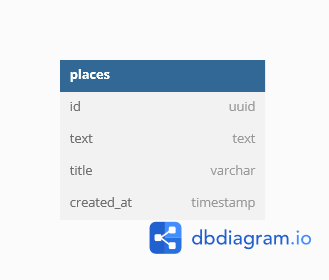 places
id uuid
text text
title varchar
created_at timestamp
dbdiagram.io